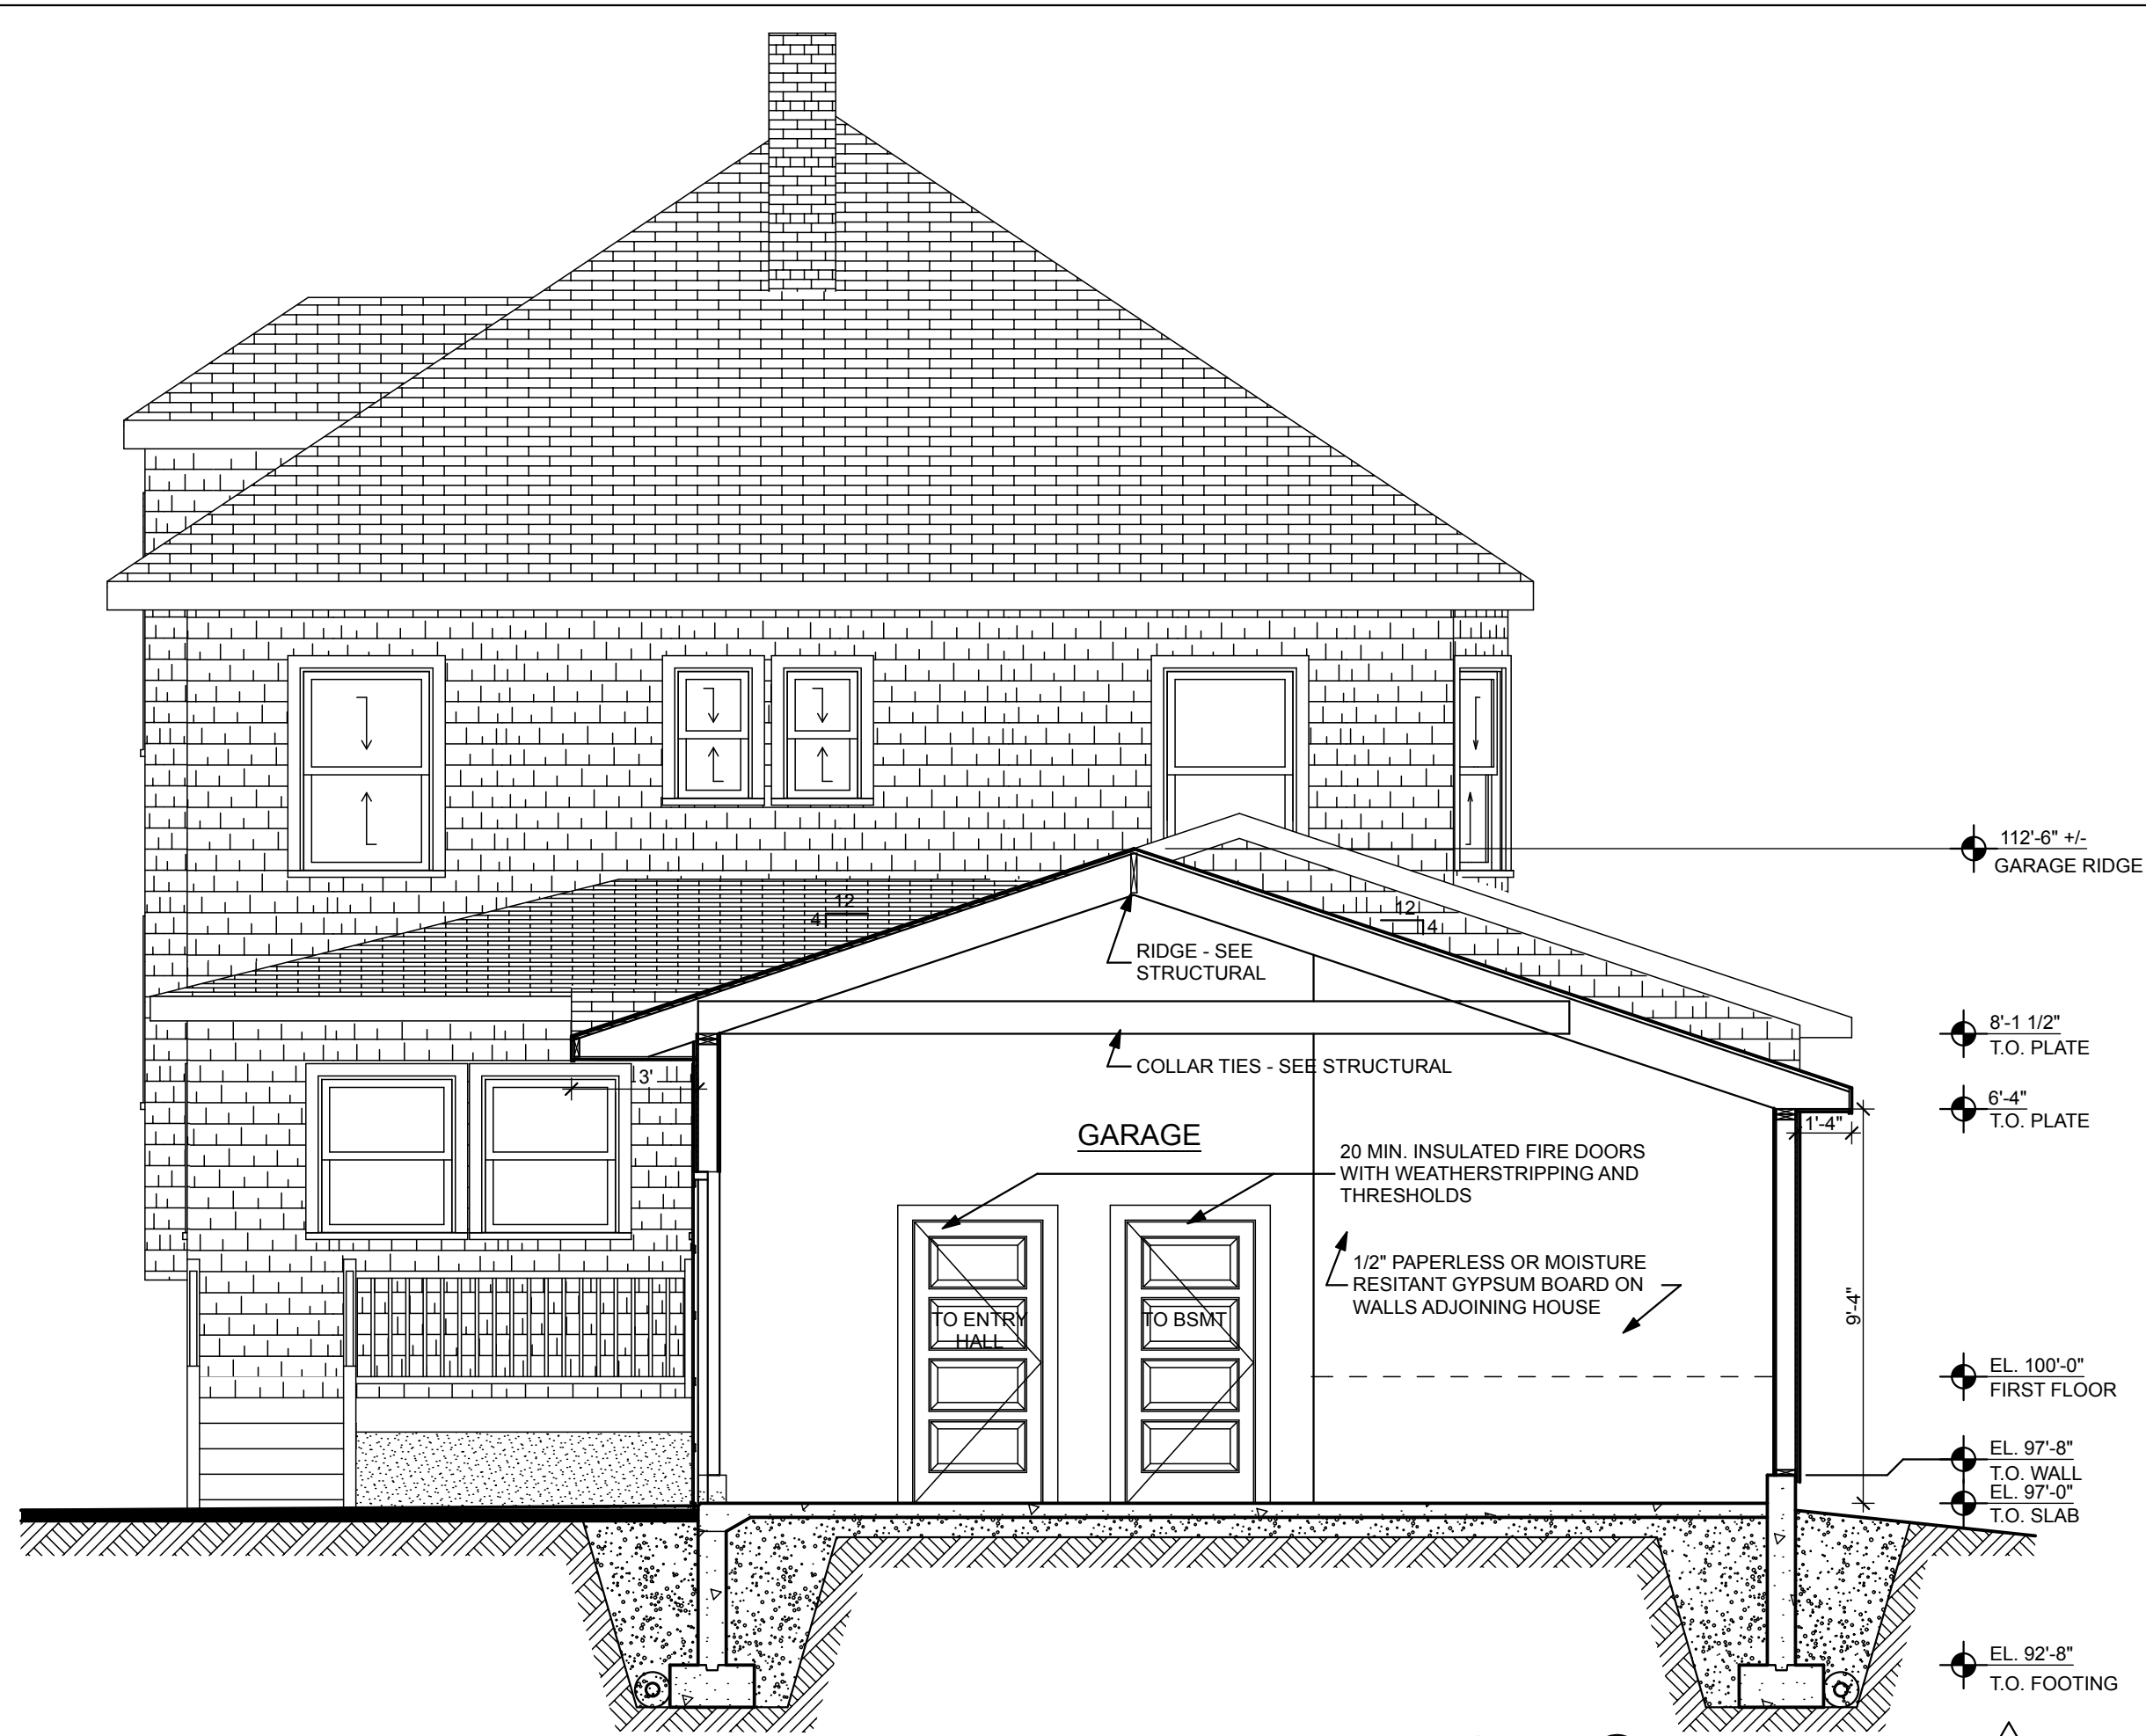 112'-6" +/-
GARAGE RIDGE
12
4
12
4
RIDGE - SEE
STRUCTURAL
8'-1 1/2"
T.O. PLATE
COLLAR TIES - SEE STRUCTURAL
3'
6'-4"
T.O. PLATE
1'-4"
GARAGE
20 MIN. INSULATED FIRE DOORS
WITH WEATHERSTRIPPING AND
THRESHOLDS
1/2" PAPERLESS OR MOISTURE
RESITANT GYPSUM BOARD ON
WALLS ADJOINING HOUSE
TO ENTRY
HALL
TO BSMT
9'-4"
EL. 100'-0"
FIRST FLOOR
EL. 97'-8"
T.O. WALL
EL. 97'-0"
T.O. SLAB
EL. 92'-8"
T.O. FOOTING